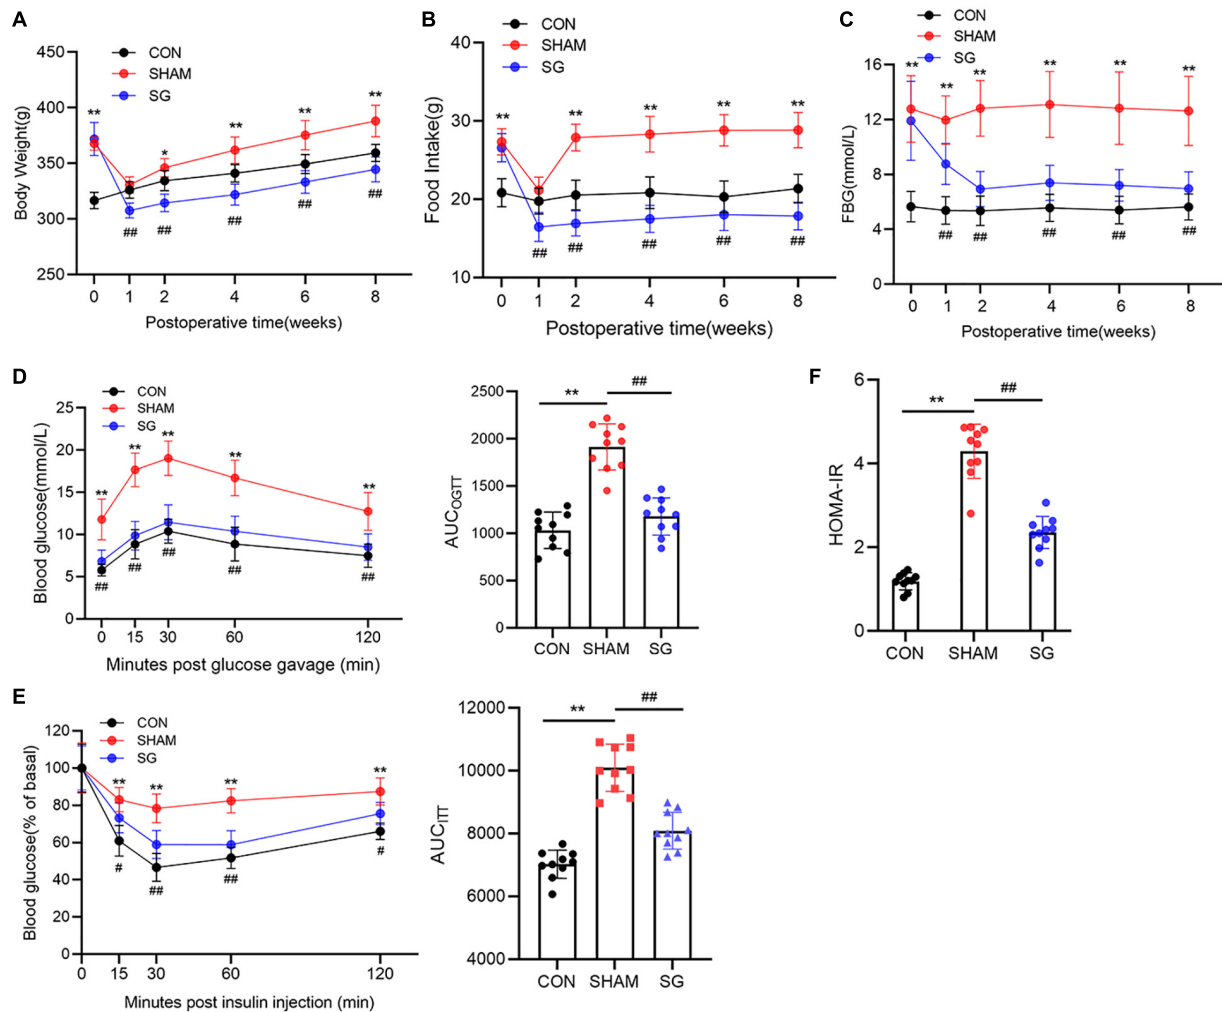 A
CON
SHAM
SG
450
400
350
300
250
Body Weight(g)
**
*
**
**
**
##
##
##
##
##
0 1 2 4 6 8
Postoperative time(weeks)
B
CON
SHAM
SG
40
30
20
10
Food Intake(g)
**
**
**
**
**
##
##
##
##
##
0 1 2 4 6 8
Postoperative time(weeks)
C
CON
SHAM
SG
16
12
8
4
0
FBG(mmol/L)
**
**
**
**
**
**
##
##
##
##
##
0 1 2 4 6 8
Postoperative time(weeks)
D
CON
SHAM
SG
25
20
15
10
5
0
Blood glucose(mmol/L)
**
**
**
**
**
##
##
##
##
##
0 15 30 60 120
Minutes post glucose gavage (min)
2500
2000
1500
1000
500
0
AUCOGTT
**
##
CON SHAM SG
F
6
4
2
0
HOMA-IR
**
##
CON SHAM SG
E
CON
SHAM
SG
120
100
80
60
40
20
0
Blood glucose(% of basal)
**
**
**
**
#
##
##
#
0 15 30 60 120
Minutes post insulin injection (min)
12000
10000
8000
6000
4000
AUCITT
**
##
CON SHAM SG